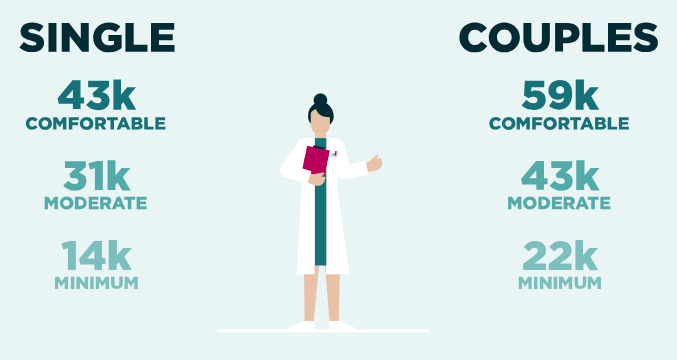 SINGLE
43k
COMFORTABLE
31k
MODERATE
14k
MINIMUM
COUPLES
59k
COMFORTABLE
43k
MODERATE
22k
MINIMUM